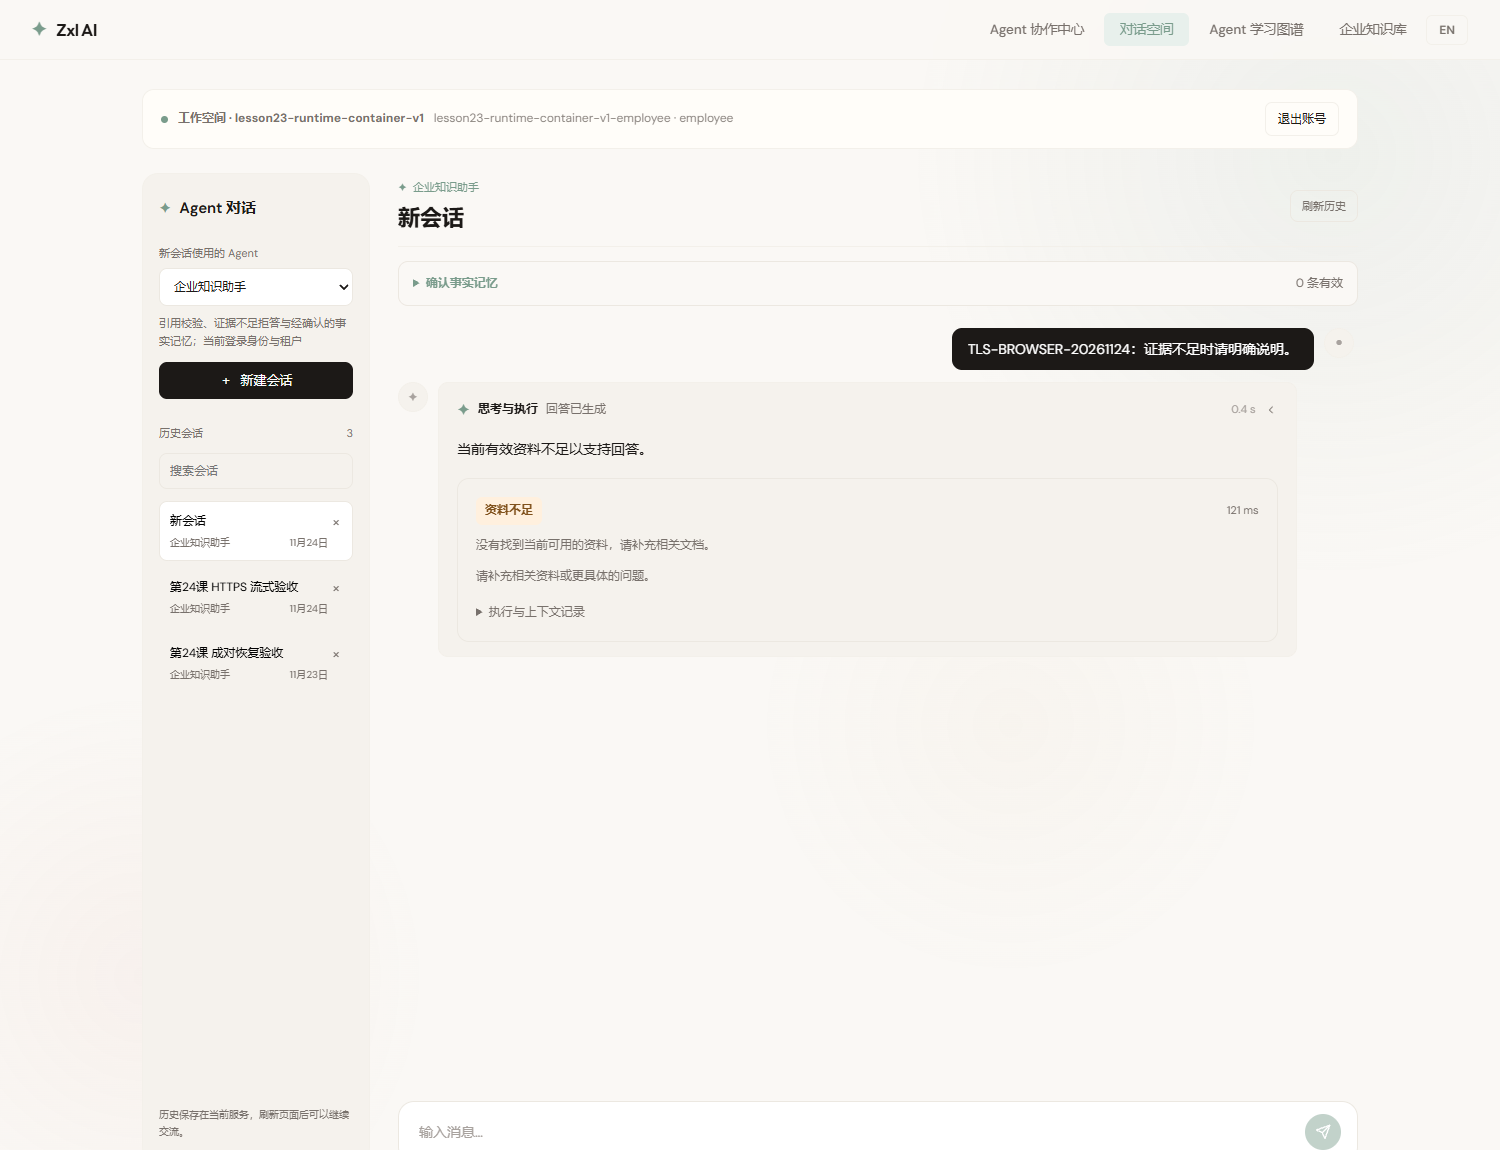 Zxl AI
Agent 协作中心
对话空间
Agent 学习图谱
企业知识库
EN
工作空间 · lesson23-runtime-container-v1 lesson23-runtime-container-v1-employee · employee
退出账号
Agent 对话
新会话使用的 Agent
企业知识助手
引用校验、证据不足拒答与经确认的事
实记忆；当前登录身份与租户
+ 新建会话
历史会话 3
搜索会话
新会话 ×
企业知识助手 11月24日
第24课 HTTPS 流式验收 ×
企业知识助手 11月24日
第24课 成对恢复验收 ×
企业知识助手 11月23日
历史保存在当前服务，刷新页面后可以继续
交流。
企业知识助手
新会话
刷新历史
确认事实记忆 0 条有效
TLS-BROWSER-20261124：证据不足时请明确说明。
思考与执行 回答已生成 0.4 s
当前有效资料不足以支持回答。
资料不足 121 ms
没有找到当前可用的资料，请补充相关文档。
请补充相关资料或更具体的问题。
执行与上下文记录
输入消息...